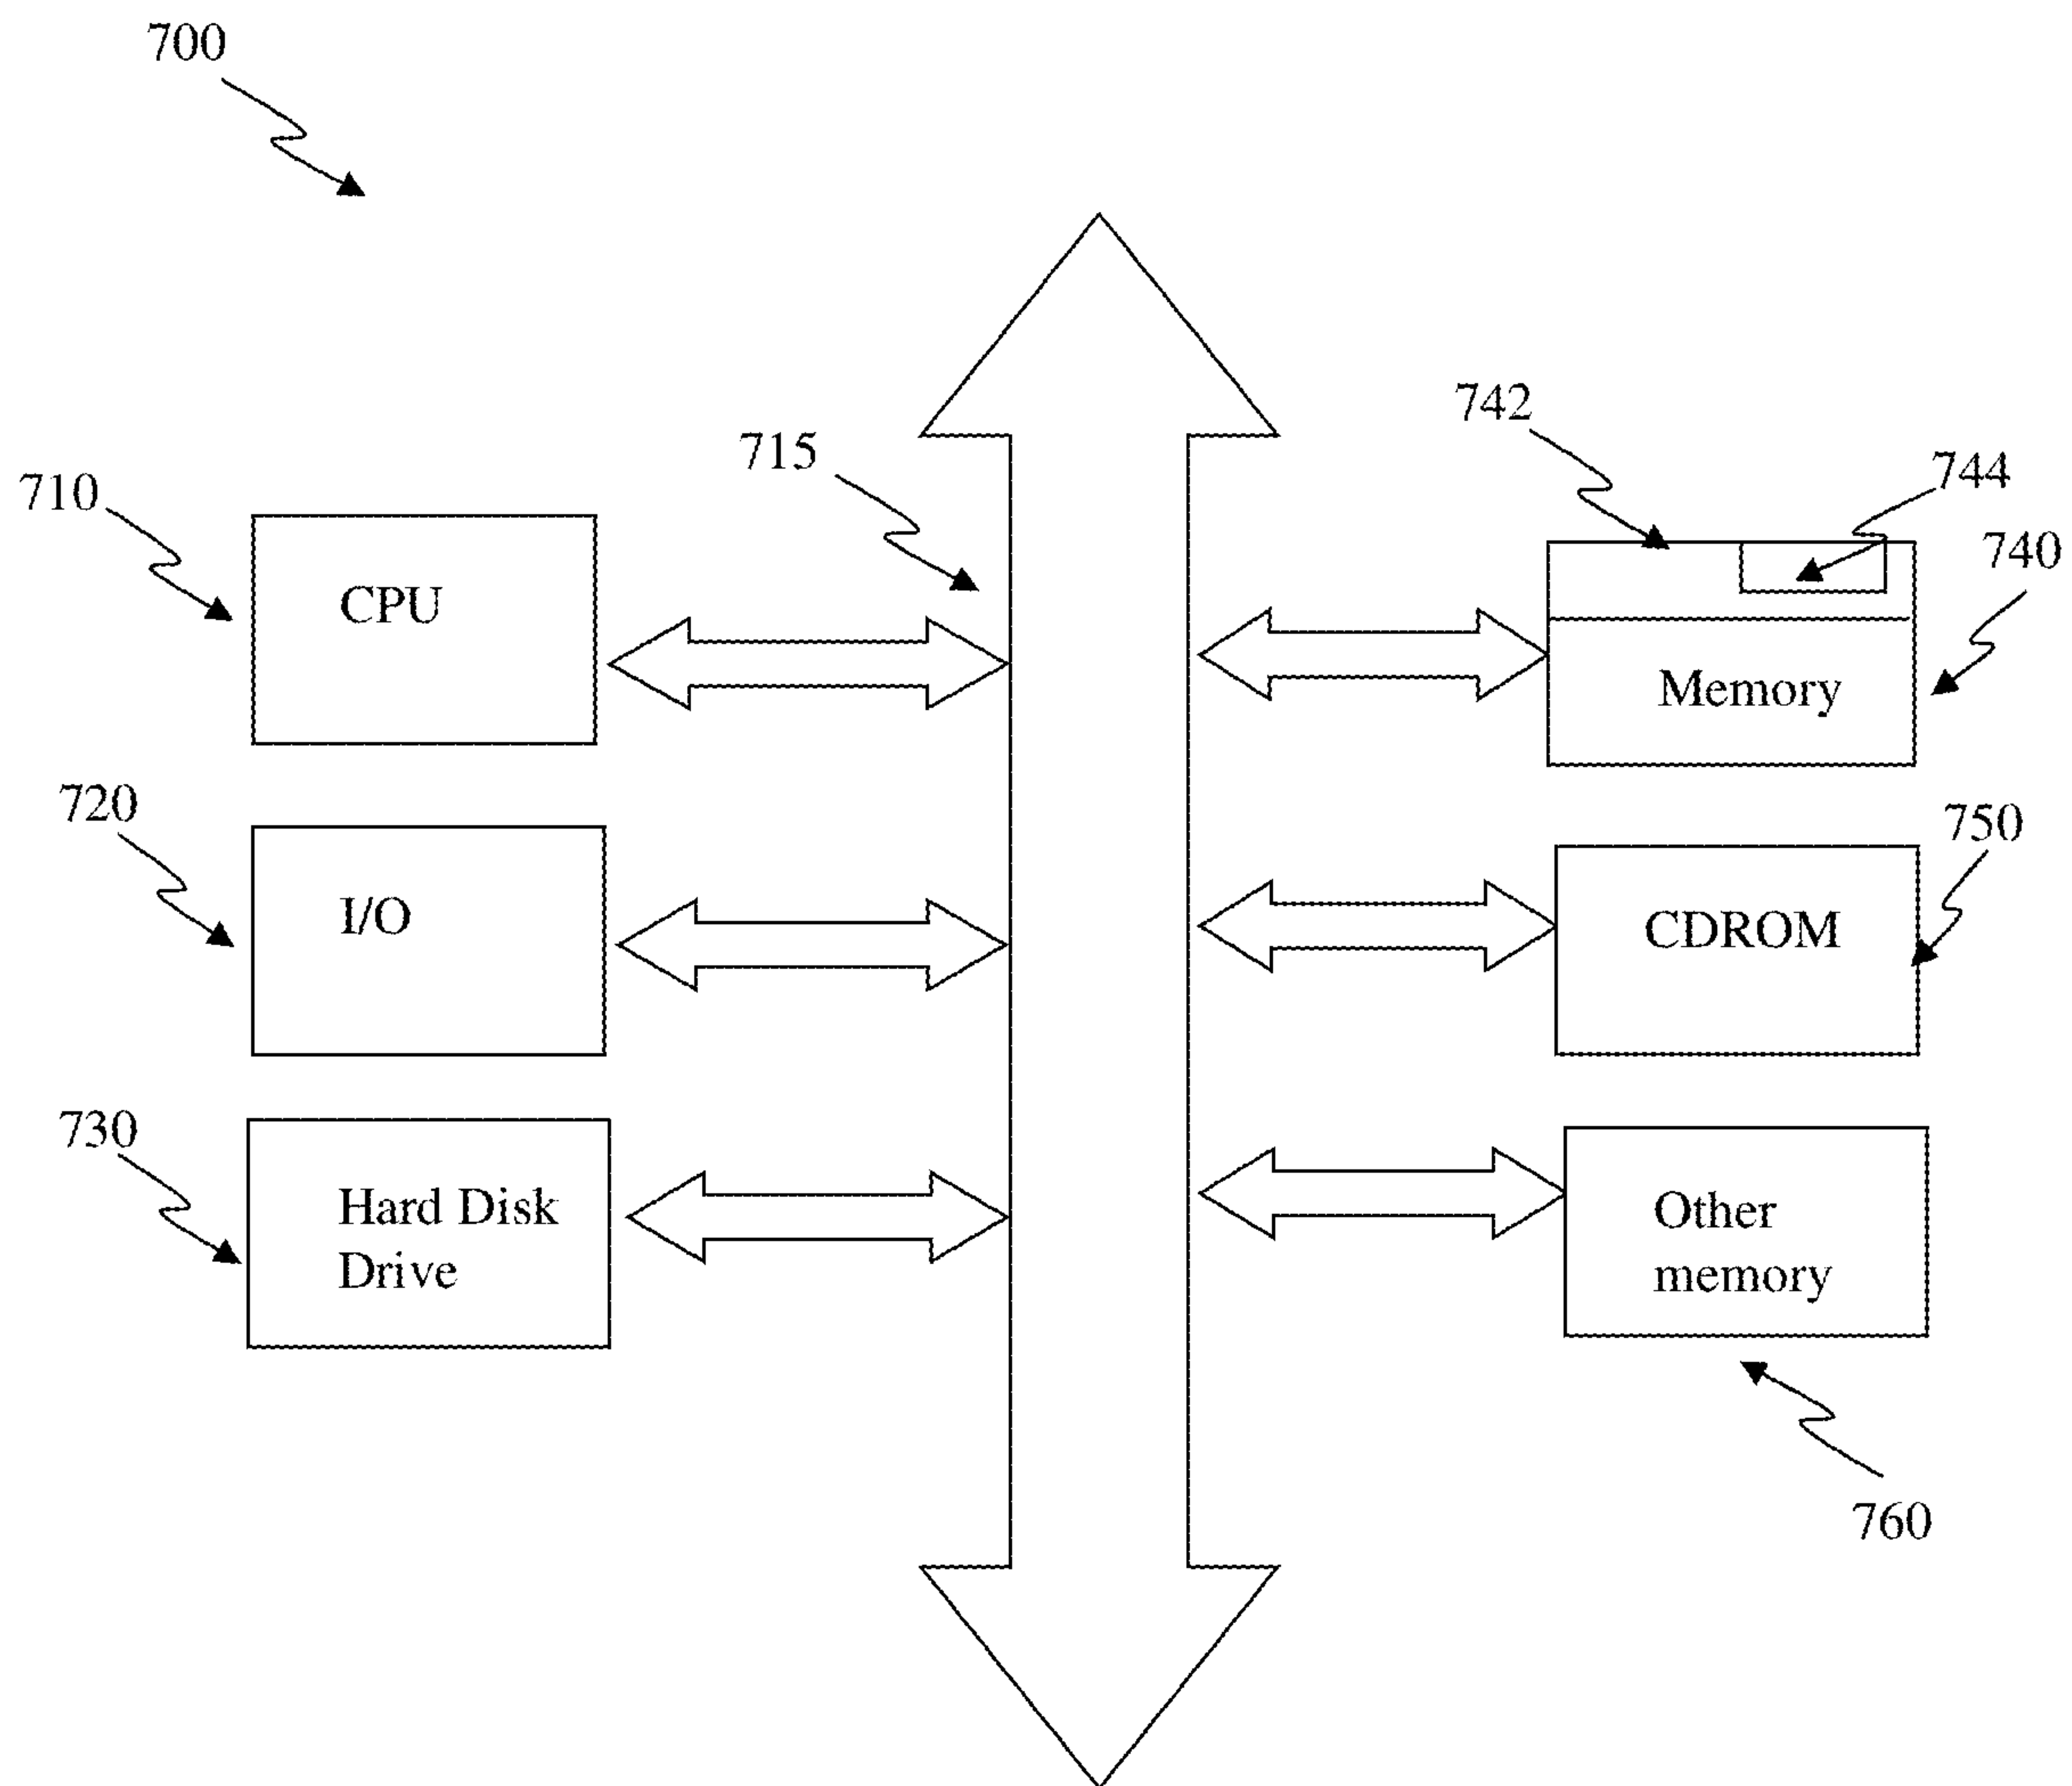 700
742
715
744
710
740
CPU
Memory
720
750
I/O
CDROM
730
Hard Disk
Drive
Other
memory
760